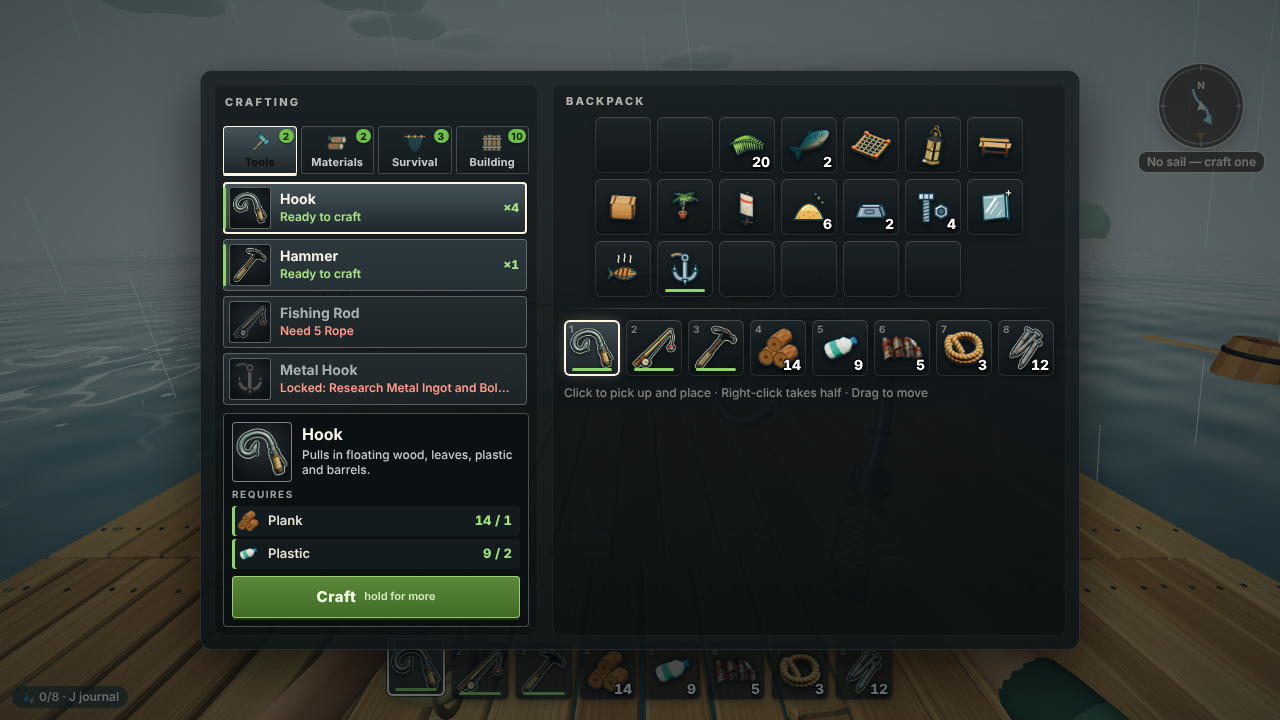 CRAFTING
2
Tools
2
Materials
3
Survival
10
Building
Hook
Ready to craft
×4
Hammer
Ready to craft
×1
Fishing Rod
Need 5 Rope
Metal Hook
Locked: Research Metal Ingot and Bol...
Hook
Pulls in floating wood, leaves, plastic
and barrels.
REQUIRES
Plank 14 / 1
Plastic 9 / 2
Craft hold for more
BACKPACK
20 2
6 2 4
1 2 3 4 5 6 7 8
14 9 5 3 12
Click to pick up and place · Right-click takes half · Drag to move
N
No sail — craft one
0/8 · J journal
14 9 5 3 12